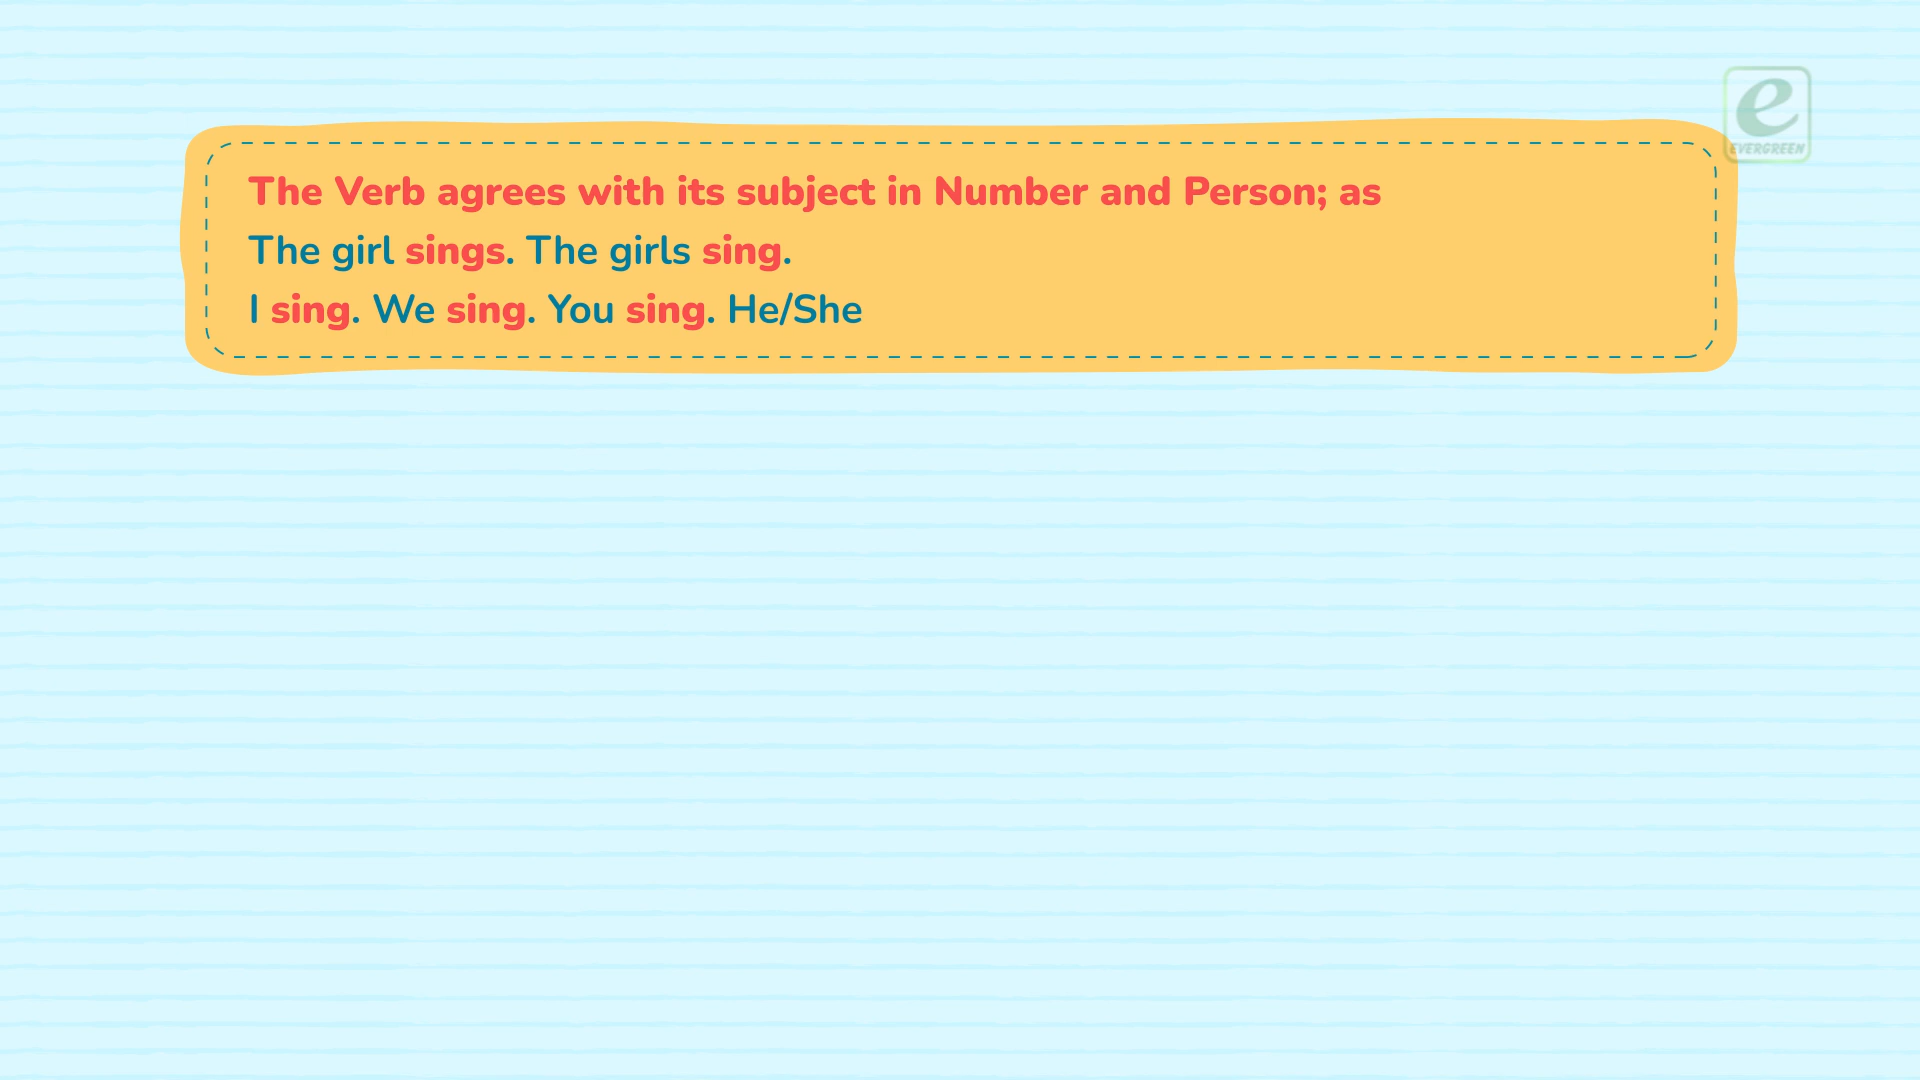 e
EVERGREEN
The Verb agrees with its subject in Number and Person; as
The girl sings. The girls sing.
I sing. We sing. You sing. He/She